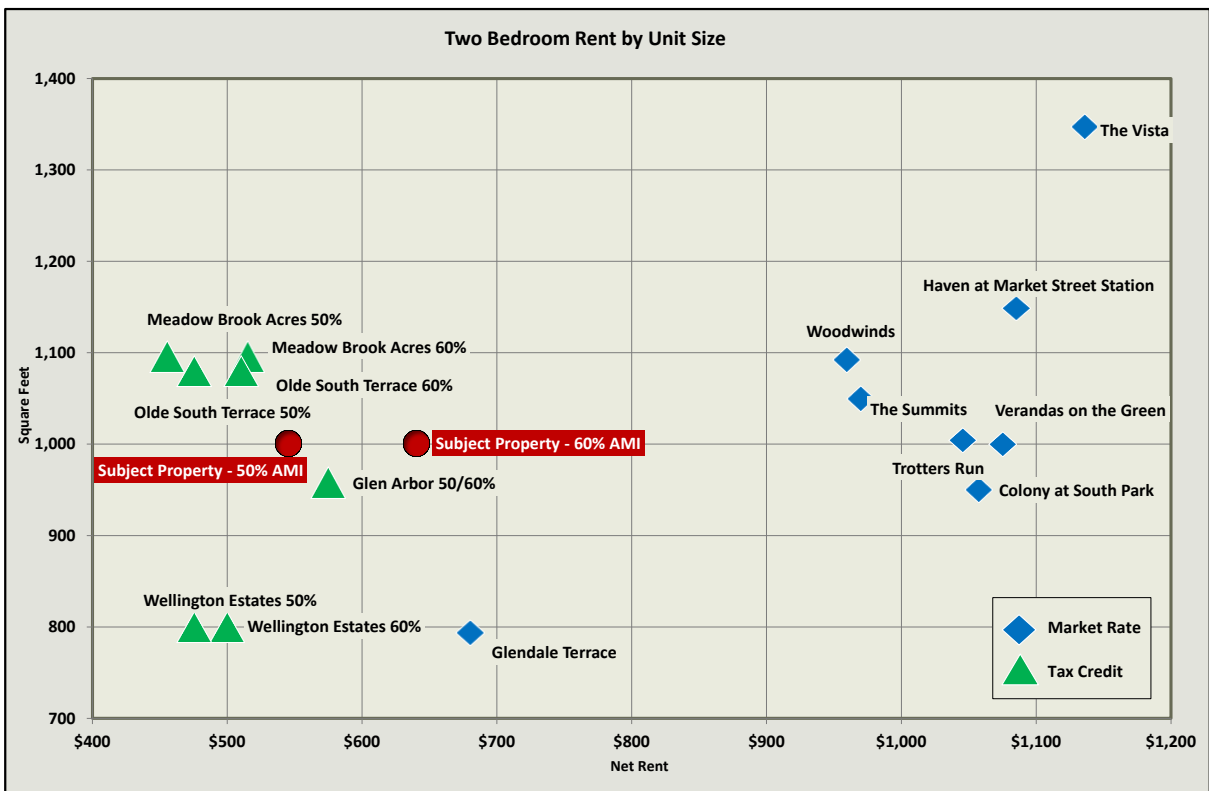 Two Bedroom Rent by Unit Size
1,400
The Vista
1,300
1,200
Haven at Market Street Station
Meadow Brook Acres 50%
Woodwinds
1,100
Meadow Brook Acres 60%
Olde South Terrace 60%
Olde South Terrace 50%
The Summits
Verandas on the Green
Square Feet
1,000
Subject Property - 60% AMI
Subject Property - 50% AMI
Trotters Run
Glen Arbor 50/60%
Colony at South Park
900
Wellington Estates 50%
800
Wellington Estates 60%
Glendale Terrace
Market Rate
Tax Credit
700
$400 $500 $600 $700 $800 $900 $1,000 $1,100 $1,200
Net Rent